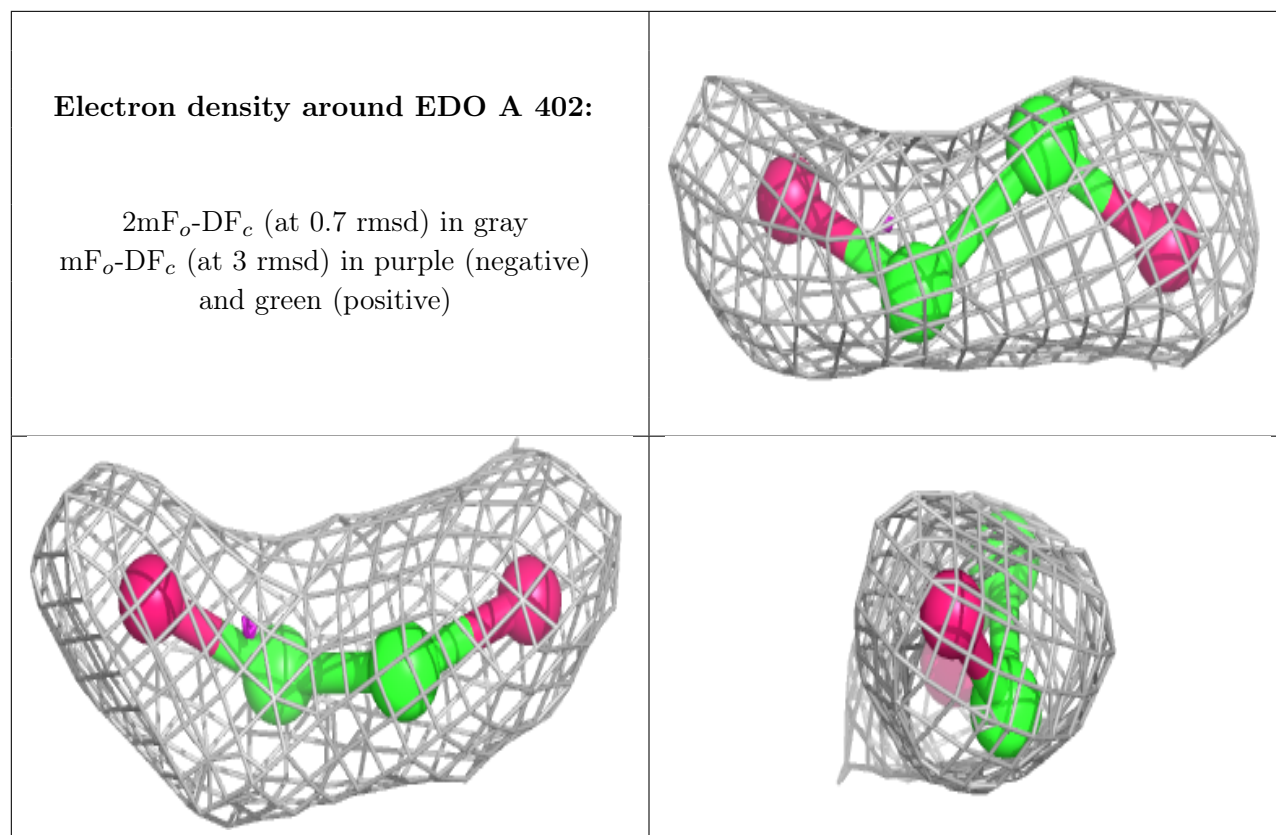 Electron density around EDO A 402:
2mFo-DFc (at 0.7 rmsd) in gray
mFo-DFc (at 3 rmsd) in purple (negative)
and green (positive)